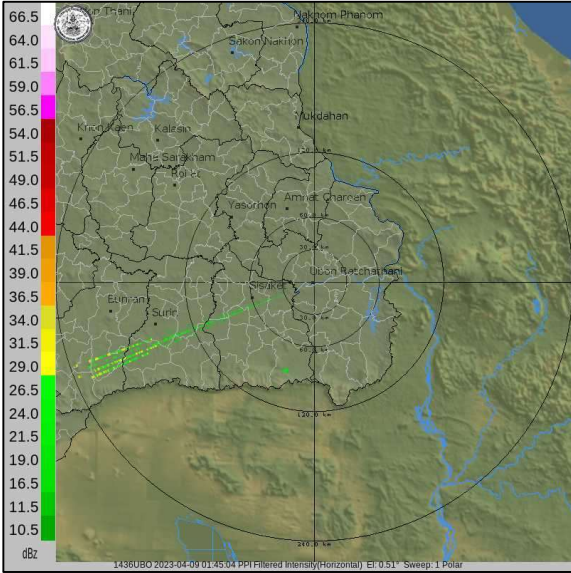 66.5
64.0
61.5
59.0
56.5
54.0
51.5
49.0
46.5
44.0
41.5
39.0
36.5
34.0
31.5
29.0
26.5
24.0
21.5
19.0
16.5
11.5
10.5
dBz
Nakhom Phanom
Thani
Sakon Nakhon
Mukdahan
Khon Kaen
Kalasin
Maha Sarakham
Roi Et
Amnat Charoen
Yasothon
Ubon Ratchathani
Sisaket
Buriram
Surin
1436UBO 2023-04-09 01:45:04 PPI Filtered Intensity(Horizontal) El: 0.51° Sweep: 1 Polar